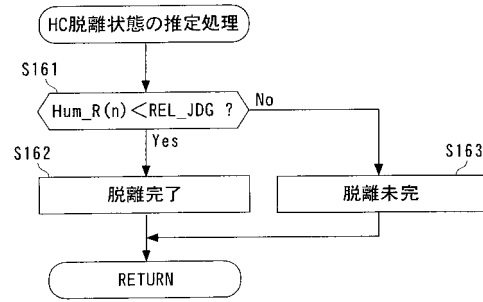 HC脱離状態の推定処理
S161
Hum_R(n)<REL_JDG ?
No
Yes
S162
S163
脱離完了
脱離未完
RETURN